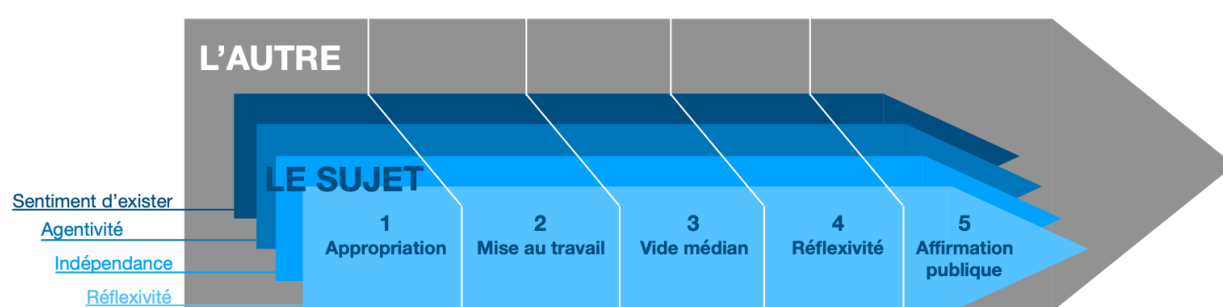 L'AUTRE
LE SUJET
Sentiment d'exister
Agentivité
Indépendance
Réflexivité
1
Appropriation
2
Mise au travail
3
Vide médian
4
Réflexivité
5
Affirmation
publique